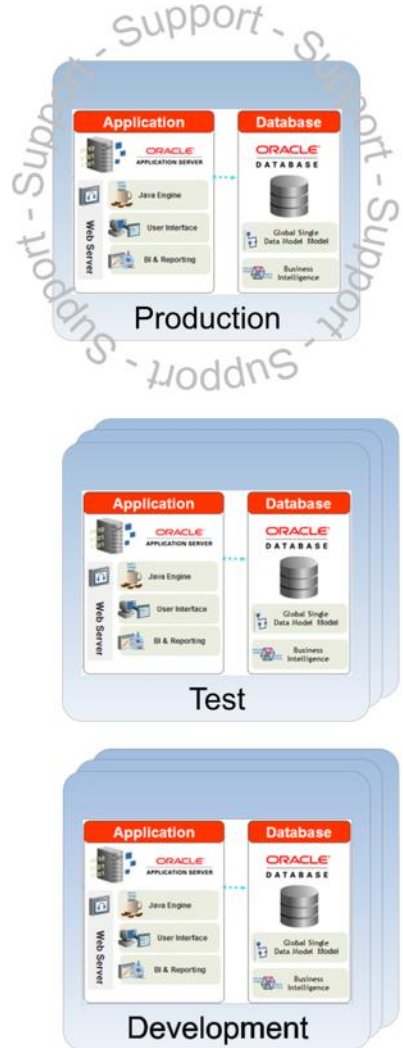 Support - Support - Support - Support - Support - Support -
Application
Database
ORACLE
APPLICATION SERVER
ORACLE
DATABASE
Web Server
Java Engine
User Interface
BI & Reporting
Global Single
Data Model Model
Business
Intelligence
Production
Application
Database
ORACLE
APPLICATION SERVER
ORACLE
DATABASE
Web Server
Java Engine
User Interface
BI & Reporting
Global Single
Data Model Model
Business
Intelligence
Test
Application
Database
ORACLE
APPLICATION SERVER
ORACLE
DATABASE
Web Server
Java Engine
User Interface
BI & Reporting
Global Single
Data Model Model
Business
Intelligence
Development